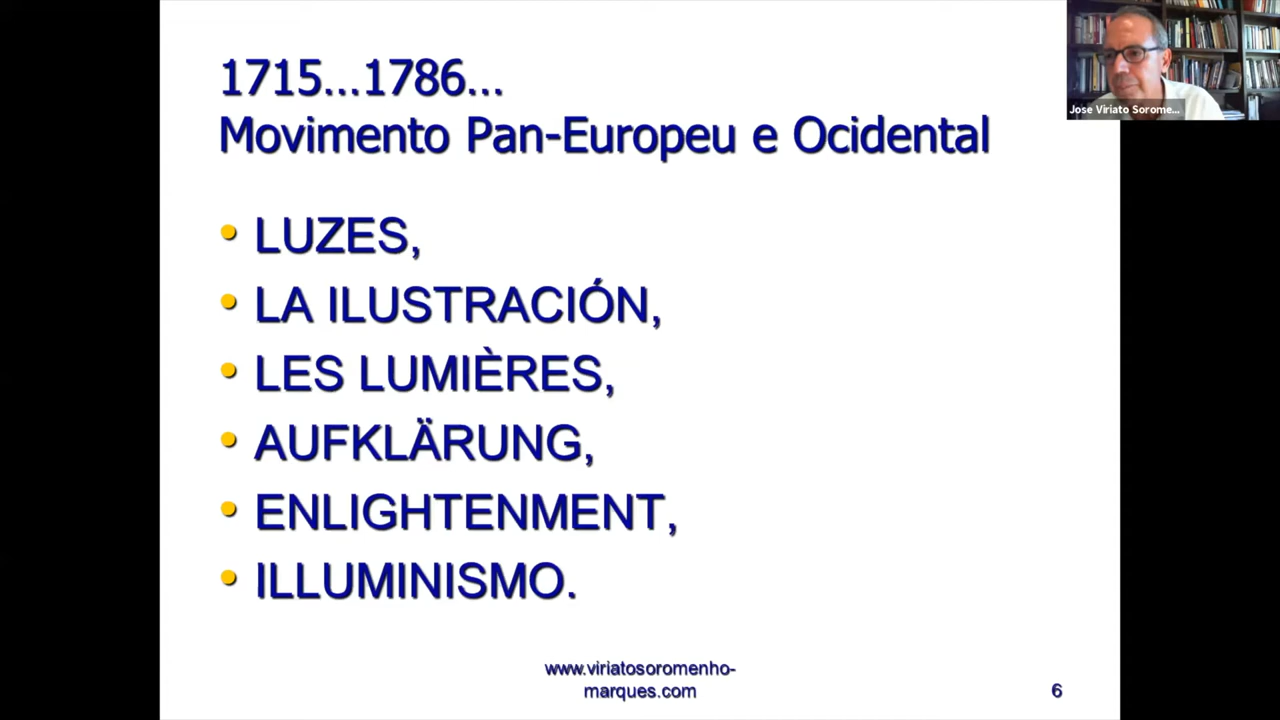 1715...1786...
Movimento Pan-Europeu e Ocidental
• LUZES,
• LA ILUSTRACIÓN,
• LES LUMIÈRES,
• AUFKLÄRUNG,
• ENLIGHTENMENT,
• ILLUMINISMO.
www.viriatosoromenho-
marques.com
6
Jose Viriato Sorome...